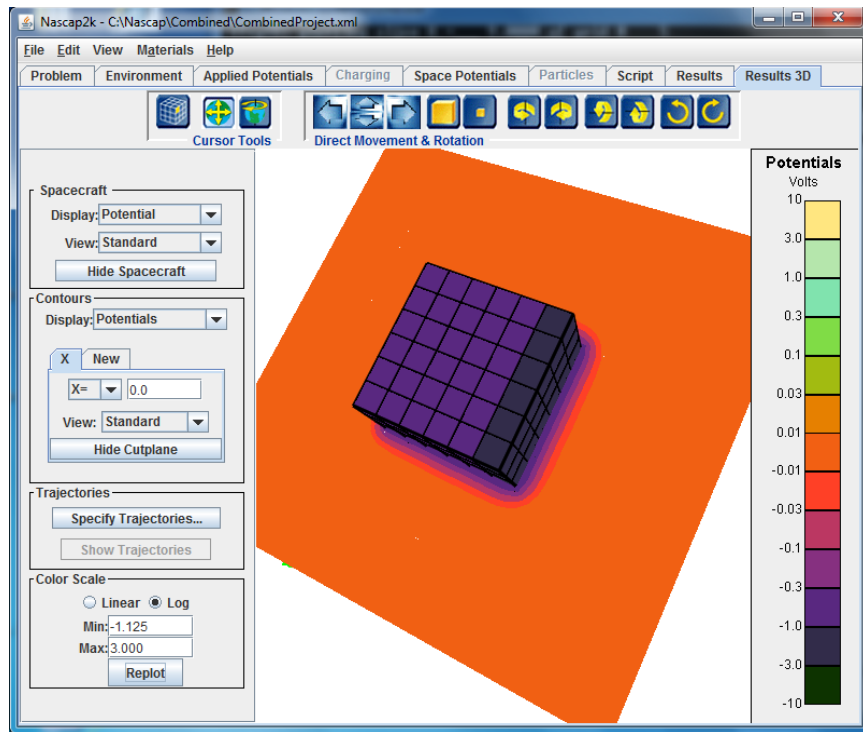 Nascap2k - C:\Nascap\Combined\CombinedProject.xml
File Edit View Materials Help
Problem Environment Applied Potentials Charging Space Potentials Particles Script Results Results 3D
Cursor Tools Direct Movement & Rotation
Spacecraft
Display: Potential
View: Standard
Hide Spacecraft
Contours
Display: Potentials
X New
X= 0.0
View: Standard
Hide Cutplane
Trajectories
Specify Trajectories...
Show Trajectories
Color Scale
Linear Log
Min: -1.125
Max: 3.000
Replot
Potentials
Volts
10
3.0
1.0
0.3
0.1
0.03
0.01
-0.01
-0.03
-0.1
-0.3
-1.0
-3.0
-10